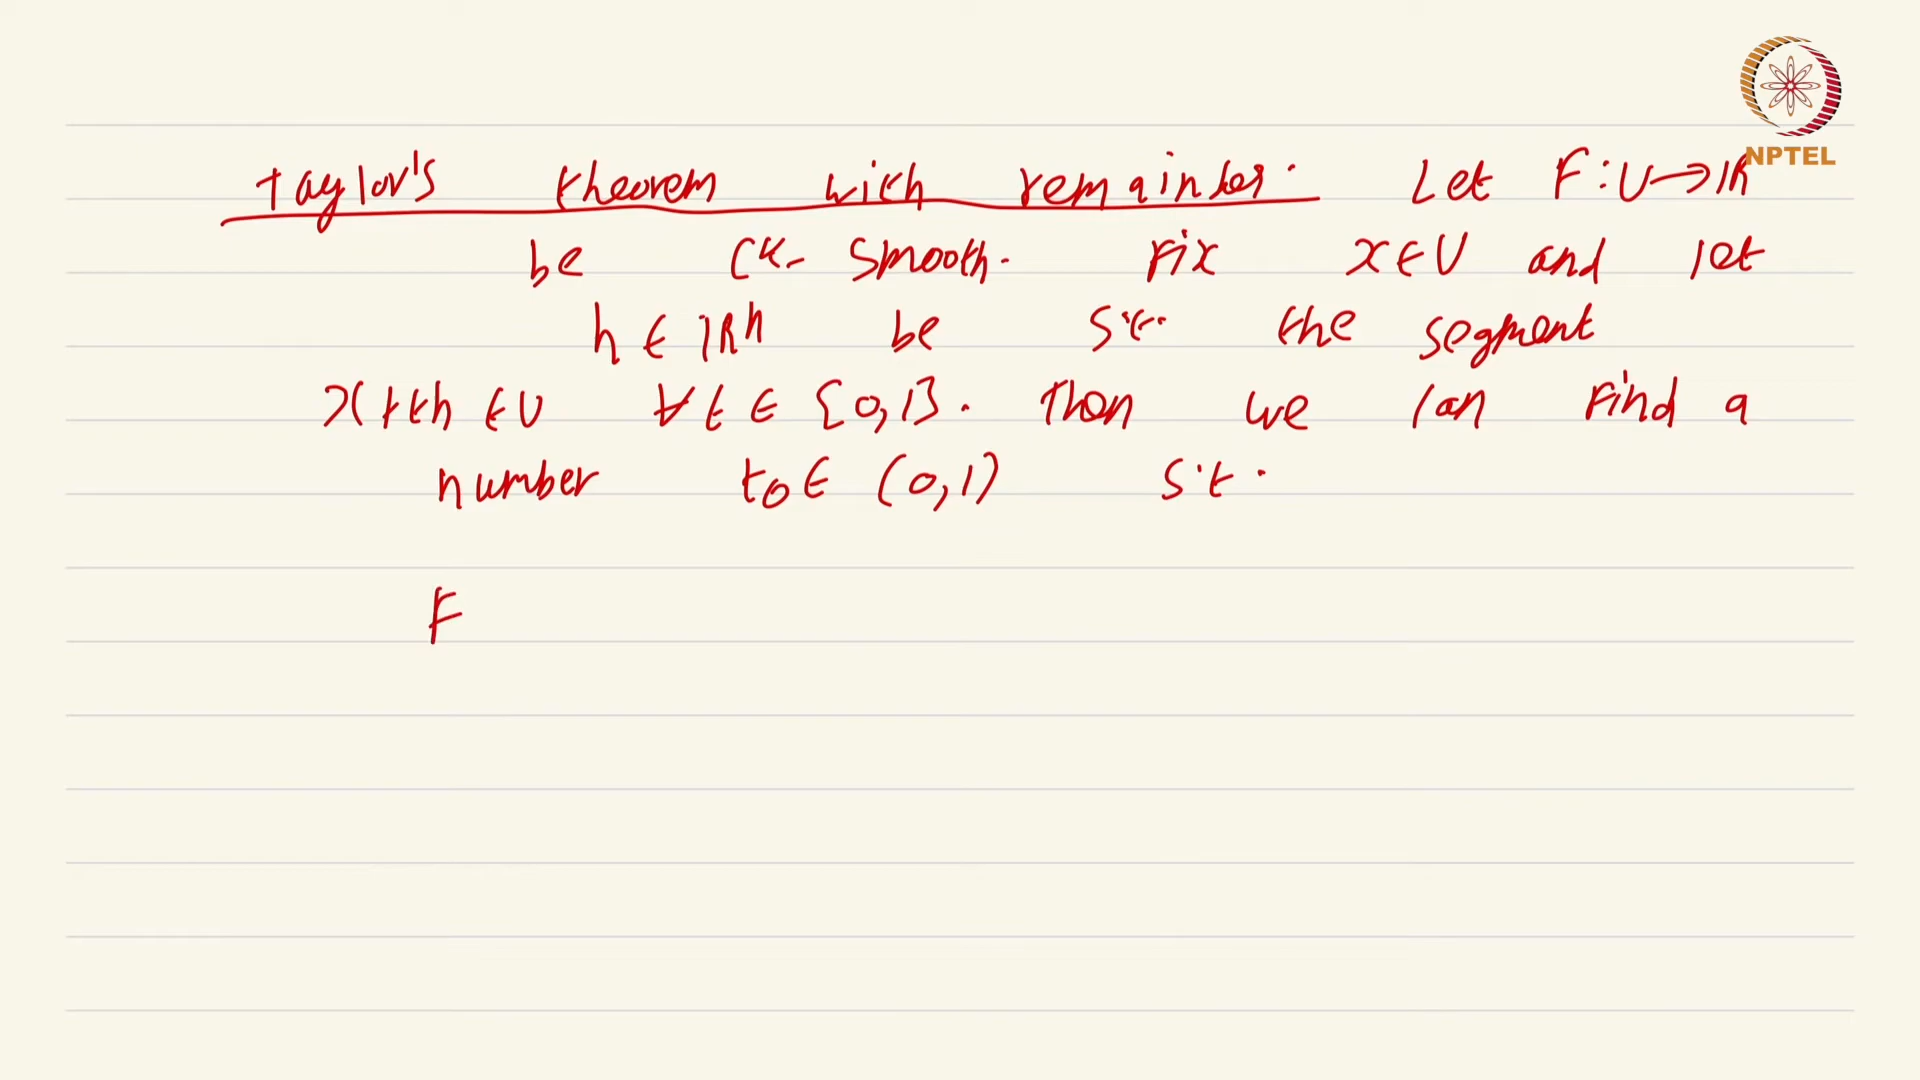 Taylor's theorem with remainder. Let F: U → ℝ
NPTEL
be C^k- smooth. Fix x ∈ U and let
h ∈ ℝ^n be s.t. the segment
x + th ∈ U ∀ t ∈ [0,1]. Then we can find a
number t₀ ∈ (0,1) s.t.
F